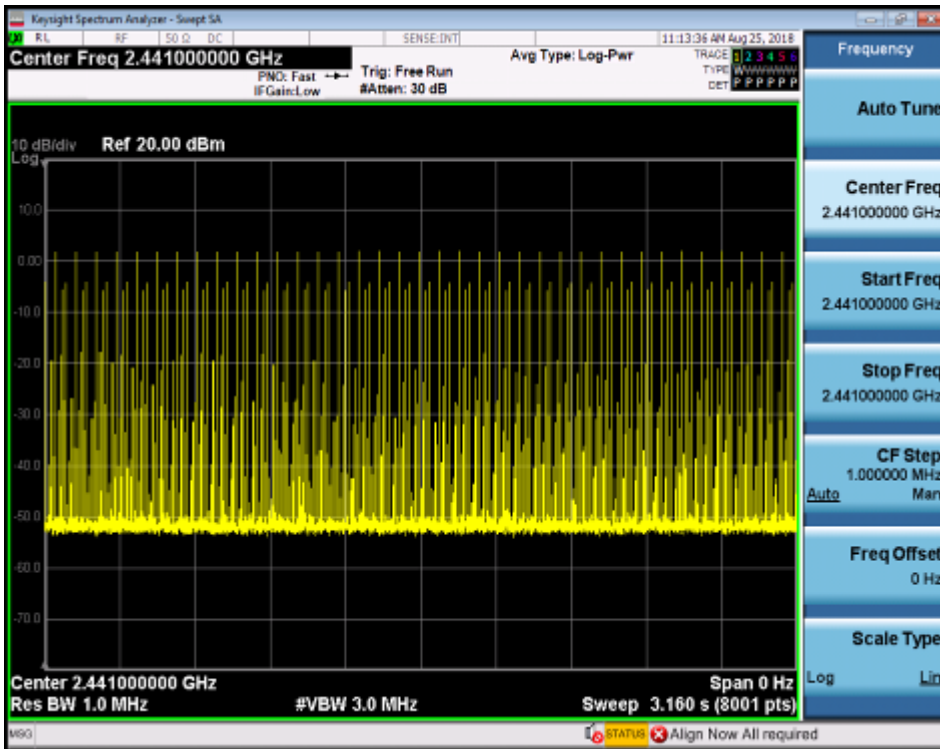 Keysight Spectrum Analyzer - Swept SA
RL RF 50 Ω DC SENSE:INT 11:13:36 AM Aug 25, 2018
Center Freq 2.441000000 GHz
Avg Type: Log-Pwr
TRACE 1 2 3 4 5 6
PNO: Fast
Trig: Free Run
TYPE
IFGain:Low
#Atten: 30 dB
DET P P P P P P
10 dB/div Ref 20.00 dBm
Log
10.0
0.00
-10.0
-20.0
-30.0
-40.0
-50.0
-60.0
-70.0
Center 2.441000000 GHz Span 0 Hz
Res BW 1.0 MHz #VBW 3.0 MHz Sweep 3.160 s (8001 pts)
MSG STATUS Align Now All required
Frequency
Auto Tune
Center Freq
2.441000000 GHz
Start Freq
2.441000000 GHz
Stop Freq
2.441000000 GHz
CF Step
1.000000 MHz
Auto Man
Freq Offset
0 Hz
Scale Type
Log Lin